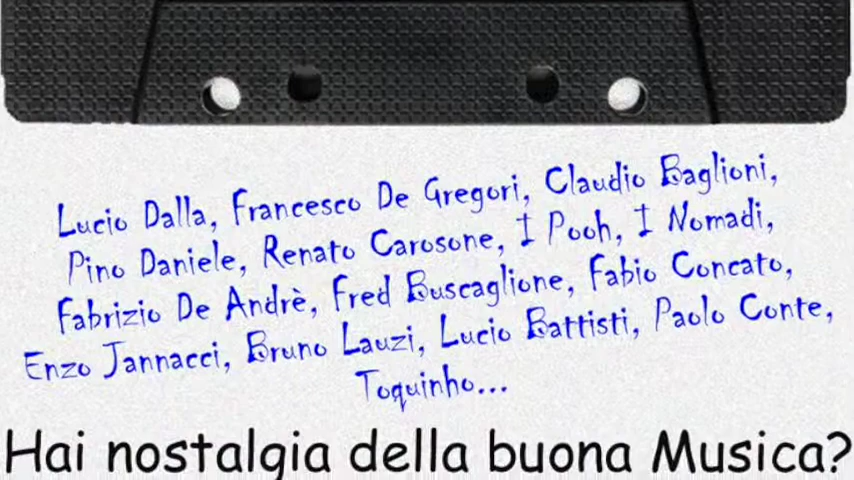 Lucio Dalla, Francesco De Gregori, Claudio Baglioni,
Pino Daniele, Renato Carosone, I Pooh, I Nomadi,
Fabrizio De Andrè, Fred Buscaglione, Fabio Concato,
Enzo Jannacci, Bruno Lauzi, Lucio Battisti, Paolo Conte,
Toquinho...
Hai nostalgia della buona Musica?